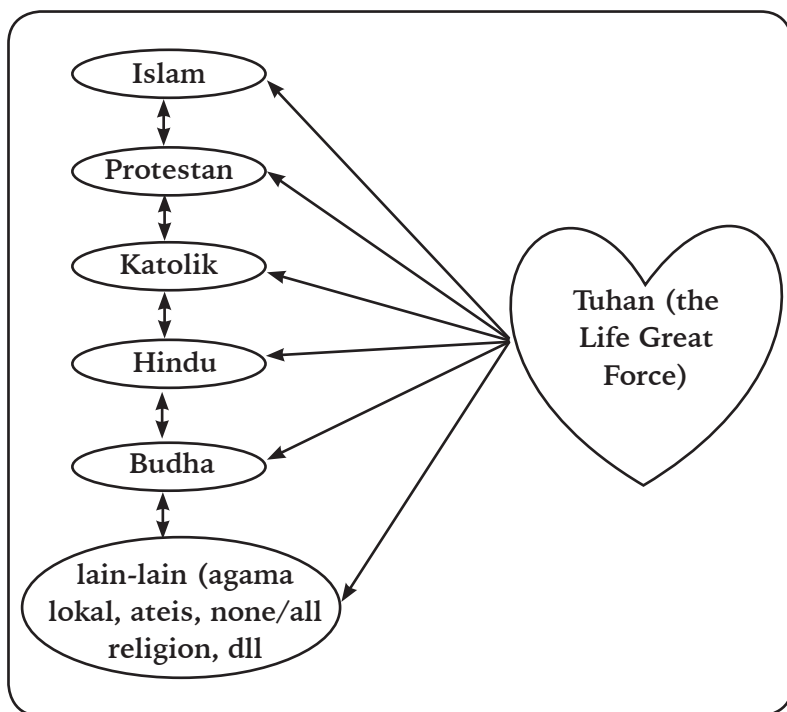 Islam
Protestan
Katolik
Hindu
Budha
lain-lain (agama
lokal, ateis, none/all
religion, dll
Tuhan (the
Life Great
Force)